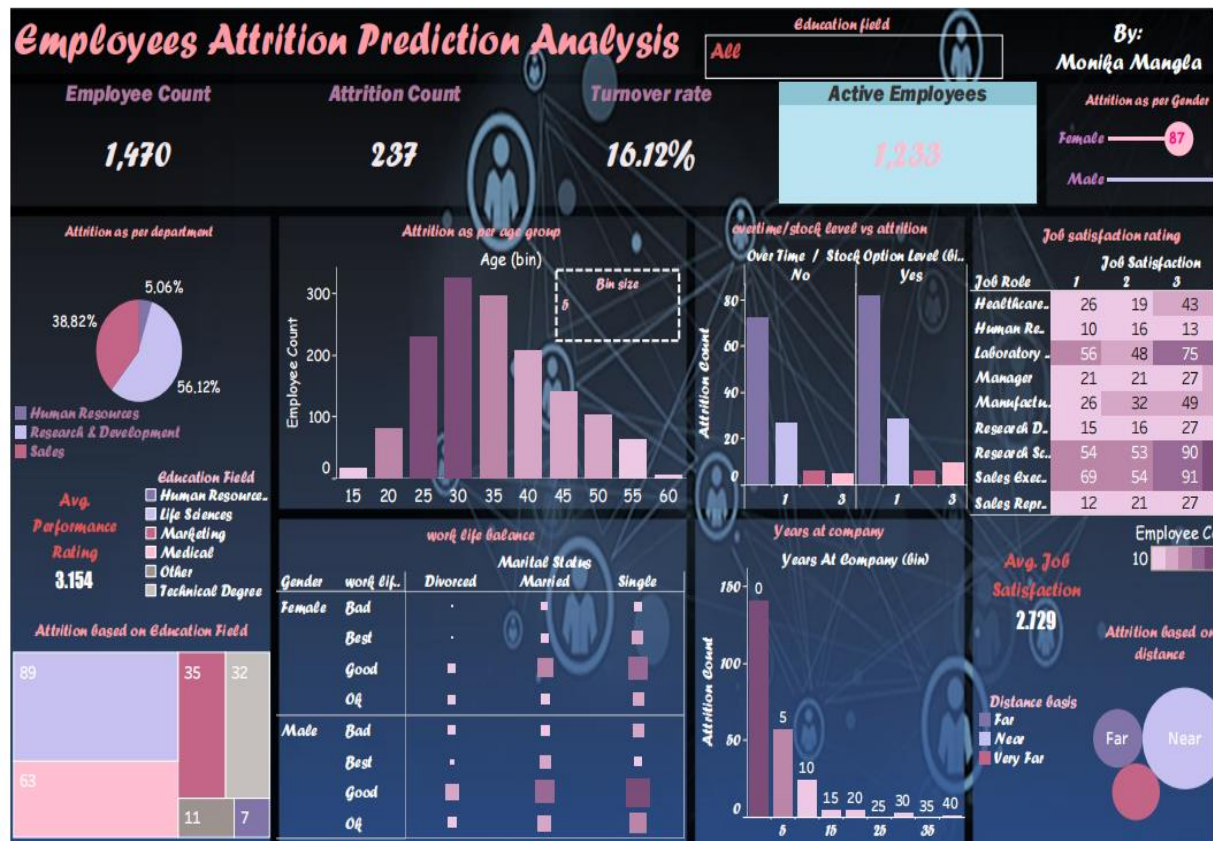 Employees Attrition Prediction Analysis
Education field
All
By:
Monika Mangla
Employee Count
1,470
Attrition Count
237
Turnover rate
16.12%
Active Employees
1,233
Attrition as per Gender
Female
87
Male
Attrition as per department
5,06%
38,82%
56,12%
Human Resources
Research & Development
Sales
Avg.
Performance
Rating
3.154
Education Field
Human Resource..
Life Sciences
Marketing
Medical
Other
Technical Degree
Attrition based on Education Field
89
35
32
63
11
7
Attrition as per age group
Age (bin)
Bin size
5
Employee Count
300
200
100
0
15 20 25 30 35 40 45 50 55 60
work life balance
Marital Status
Gender work lif.. Divorced Married Single
Female Bad
Best
Good
Ok
Male Bad
Best
Good
Ok
overtime/stock level vs attrition
Over Time / Stock Option Level (bi..
No Yes
Attrition Count
80
60
40
20
0
1 3 1 3
Years at company
Years At Company (bin)
Attrition Count
150
100
50
0
0
5
10
15 20 25 30 35 40
5 15 25 35
Job satisfaction rating
Job Satisfaction
Job Role 1 2 3
Healthcare.. 26 19 43
Human Re.. 10 16 13
Laboratory .. 56 48 75
Manager 21 21 27
Manufactu.. 26 32 49
Research D.. 15 16 27
Research Sc.. 54 53 90
Sales Exec.. 69 54 91
Sales Repr.. 12 21 27
Employee C
10
Avg. Job
Satisfaction
2.729
Attrition based on
distance
Distance basis
Far
Near
Very Far
Far
Near